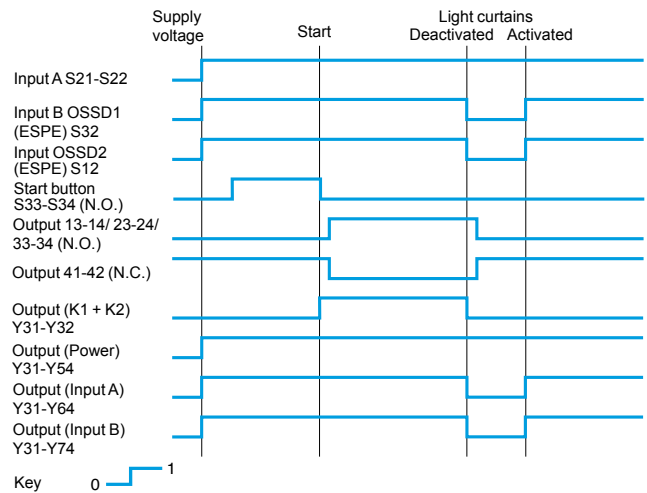 Supply voltage
Start
Light curtains
Deactivated Activated
Input A S21-S22
Input B OSSD1
(ESPE) S32
Input OSSD2
(ESPE) S12
Start button
S33-S34 (N.O.)
Output 13-14/ 23-24/
33-34 (N.O.)
Output 41-42 (N.C.)
Output (K1 + K2)
Y31-Y32
Output (Power)
Y31-Y54
Output (Input A)
Y31-Y64
Output (Input B)
Y31-Y74
Key 0 1